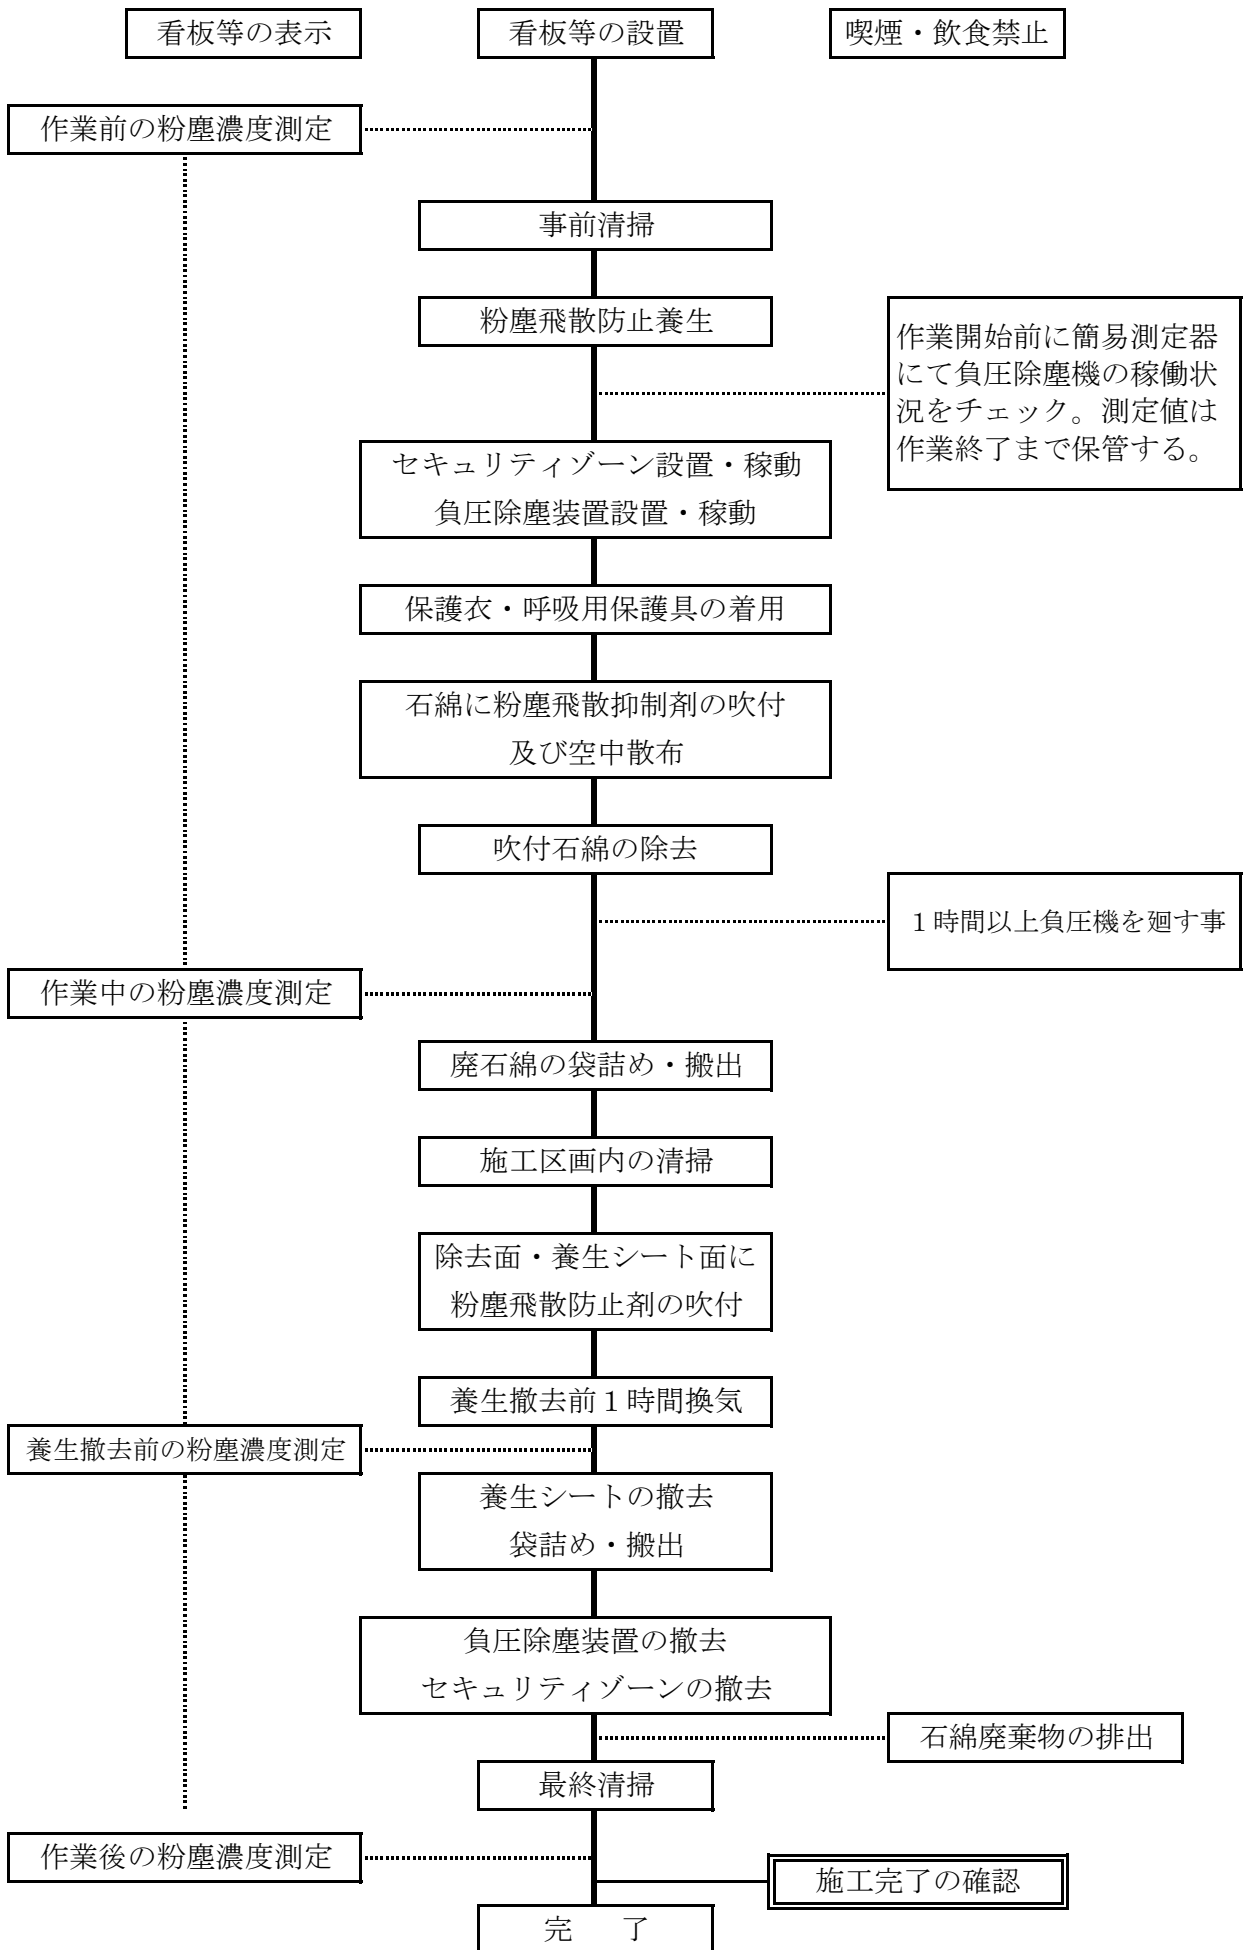 看板等の表示
看板等の設置
喫煙・飲食禁止
作業前の粉塵濃度測定
事前清掃
粉塵飛散防止養生
作業開始前に簡易測定器
にて負圧除塵機の稼働状
況をチェック。測定値は
作業終了まで保管する。
セキュリティゾーン設置・稼動
負圧除塵装置設置・稼動
保護衣・呼吸用保護具の着用
石綿に粉塵飛散抑制剤の吹付
及び空中散布
吹付石綿の除去
１時間以上負圧機を廻す事
作業中の粉塵濃度測定
廃石綿の袋詰め・搬出
施工区画内の清掃
除去面・養生シート面に
粉塵飛散防止剤の吹付
養生撤去前１時間換気
養生撤去前の粉塵濃度測定
養生シートの撤去
袋詰め・搬出
負圧除塵装置の撤去
セキュリティゾーンの撤去
石綿廃棄物の排出
最終清掃
作業後の粉塵濃度測定
施工完了の確認
完　　了